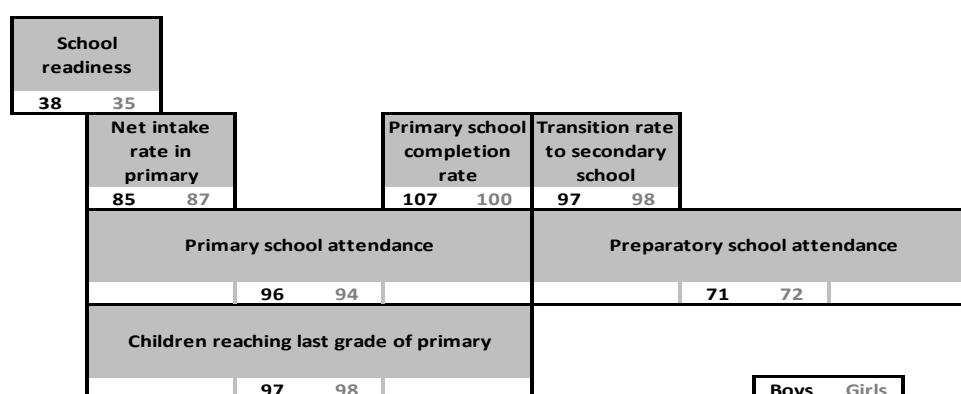 School
readiness
38 35
Net intake
rate in
primary
85 87
Primary school
completion
rate
107 100
Transition rate
to secondary
school
97 98
Primary school attendance
96 94
Preparatory school attendance
71 72
Children reaching last grade of primary
97 98
Boys Girls